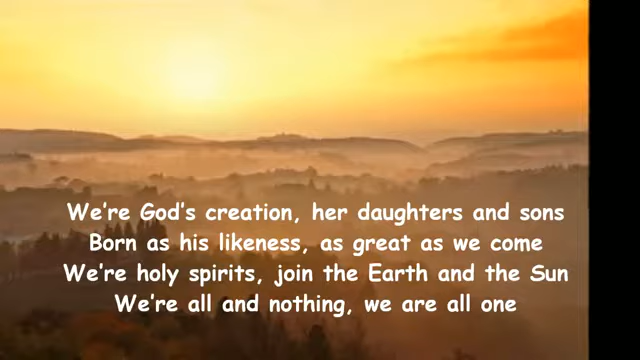 We're God's creation, her daughters and sons
Born as his likeness, as great as we come
We're holy spirits, join the Earth and the Sun
We're all and nothing, we are all one